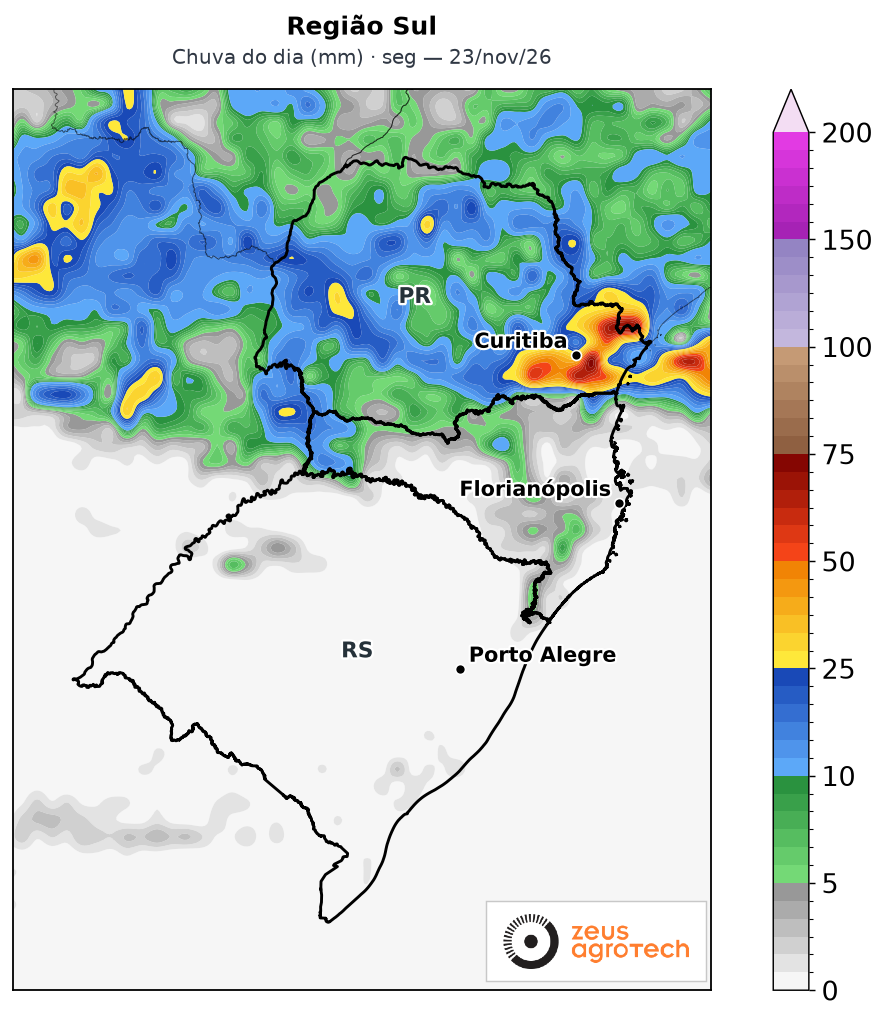 Região Sul
Chuva do dia (mm) · seg — 23/nov/26
PR
Curitiba
Florianópolis
RS
Porto Alegre
200
150
100
75
50
25
10
5
0
zeus
agrotech